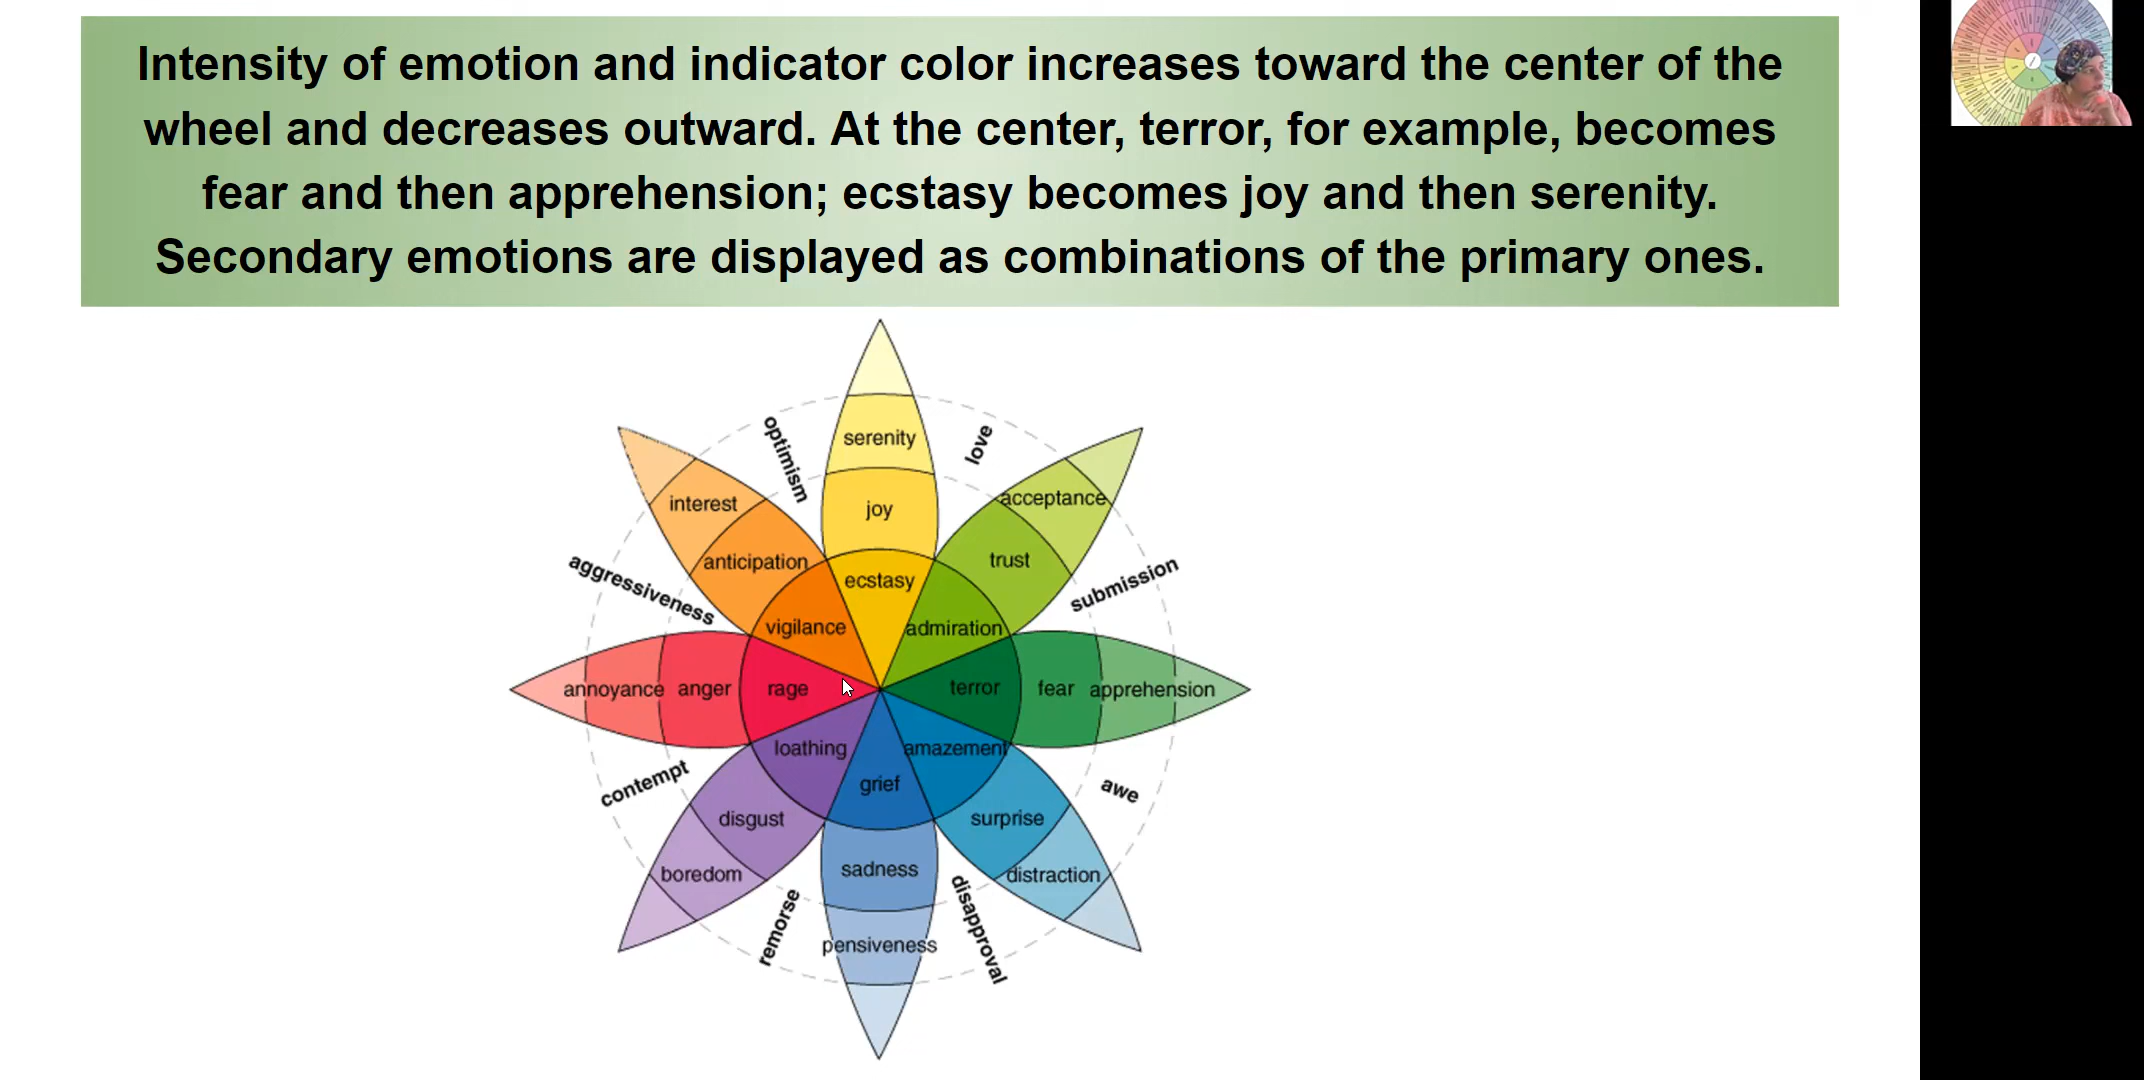 Intensity of emotion and indicator color increases toward the center of the
wheel and decreases outward. At the center, terror, for example, becomes
fear and then apprehension; ecstasy becomes joy and then serenity.
Secondary emotions are displayed as combinations of the primary ones.
optimism
serenity
love
interest
acceptance
joy
anticipation
trust
aggressiveness
ecstasy
submission
vigilance
admiration
annoyance
anger
rage
terror
fear
apprehension
loathing
amazement
contempt
grief
awe
disgust
surprise
boredom
sadness
distraction
remorse
pensiveness
disapproval